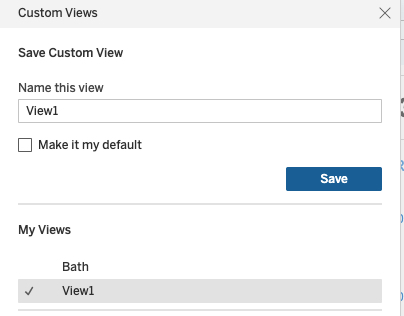 Custom Views
Save Custom View
Name this view
View1
Make it my default
Save
My Views
Bath
View1